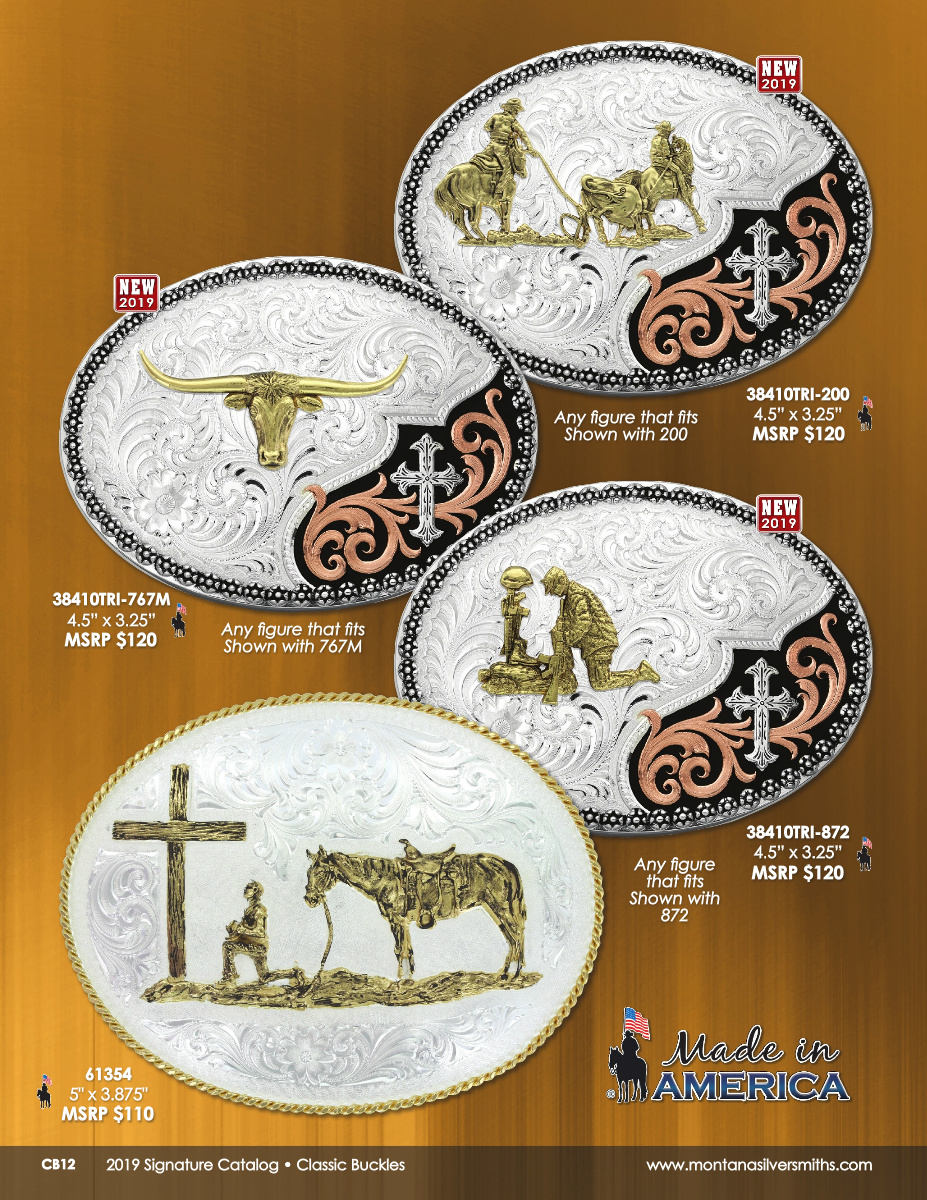 NEW
2019
38410TRI-200
4.5" x 3.25"
MSRP $120
Any figure that fits
Shown with 200
NEW
2019
38410TRI-767M
4.5" x 3.25"
MSRP $120
Any figure that fits
Shown with 767M
NEW
2019
38410TRI-872
4.5" x 3.25"
MSRP $120
Any figure
that fits
Shown with
872
61354
5" x 3.875"
MSRP $110
®
Made in
AMERICA
CB12 2019 Signature Catalog • Classic Buckles www.montanasilversmiths.com